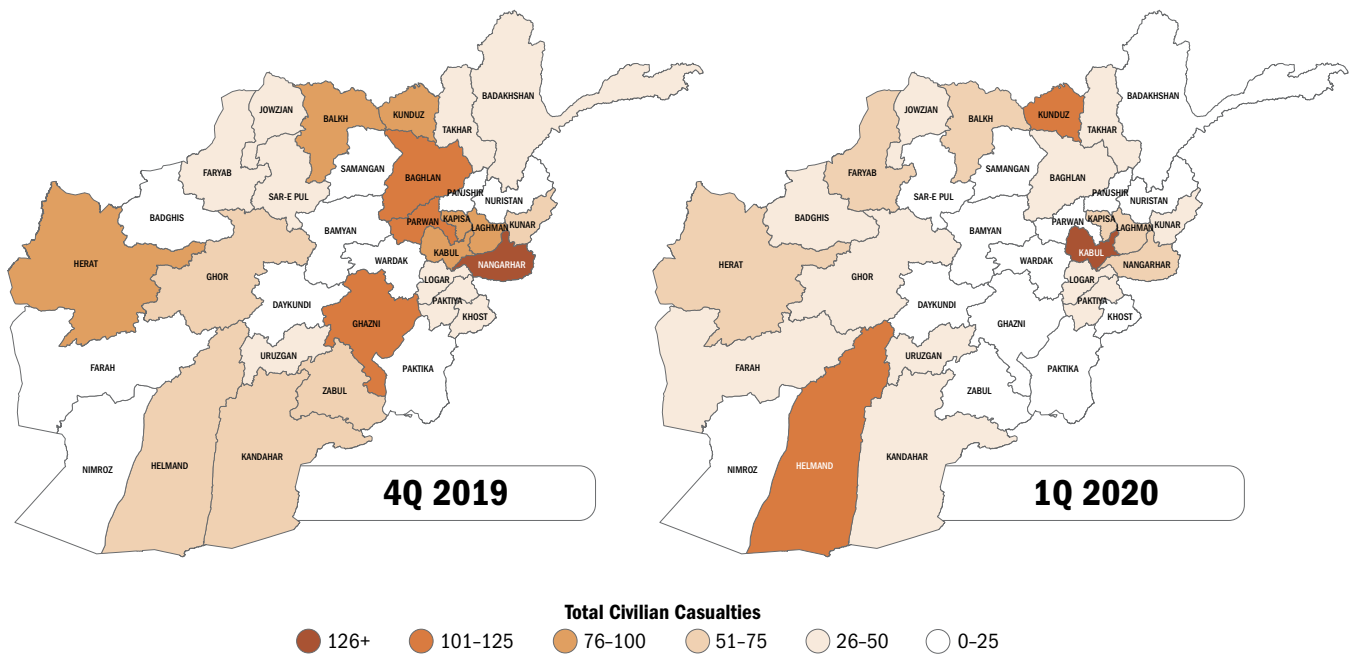 BADAKHSHAN
JOWZJAN
BALKH
KUNDUZ
TAKHAR
FARYAB
SAMANGAN
BAGHLAN
SAR-E PUL
PANJSHIR
NURISTAN
BADGHIS
PARWAN
KAPISA
LAGHMAN
KUNAR
BAMYAN
KABUL
HERAT
WARDAK
NANGARHAR
GHOR
LOGAR
DAYKUNDI
PAKTIYA
KHOST
GHAZNI
URUZGAN
FARAH
PAKTIKA
ZABUL
HELMAND
KANDAHAR
NIMROZ
4Q 2019
BADAKHSHAN
JOWZJAN
BALKH
KUNDUZ
TAKHAR
FARYAB
SAMANGAN
BAGHLAN
SAR-E PUL
PANJSHIR
NURISTAN
BADGHIS
PARWAN
KAPISA
LAGHMAN
KUNAR
BAMYAN
KABUL
HERAT
WARDAK
NANGARHAR
GHOR
LOGAR
DAYKUNDI
PAKTIYA
KHOST
GHAZNI
URUZGAN
FARAH
PAKTIKA
ZABUL
HELMAND
KANDAHAR
NIMROZ
1Q 2020
Total Civilian Casualties
126+
101–125
76–100
51–75
26–50
0–25